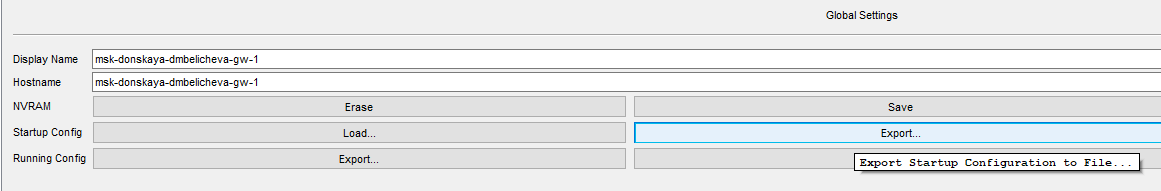 Global Settings
Display Name msk-donskaya-dmbelicheva-gw-1
Hostname msk-donskaya-dmbelicheva-gw-1
NVRAM Erase Save
Startup Config Load... Export...
Running Config Export...
Export Startup Configuration to File...